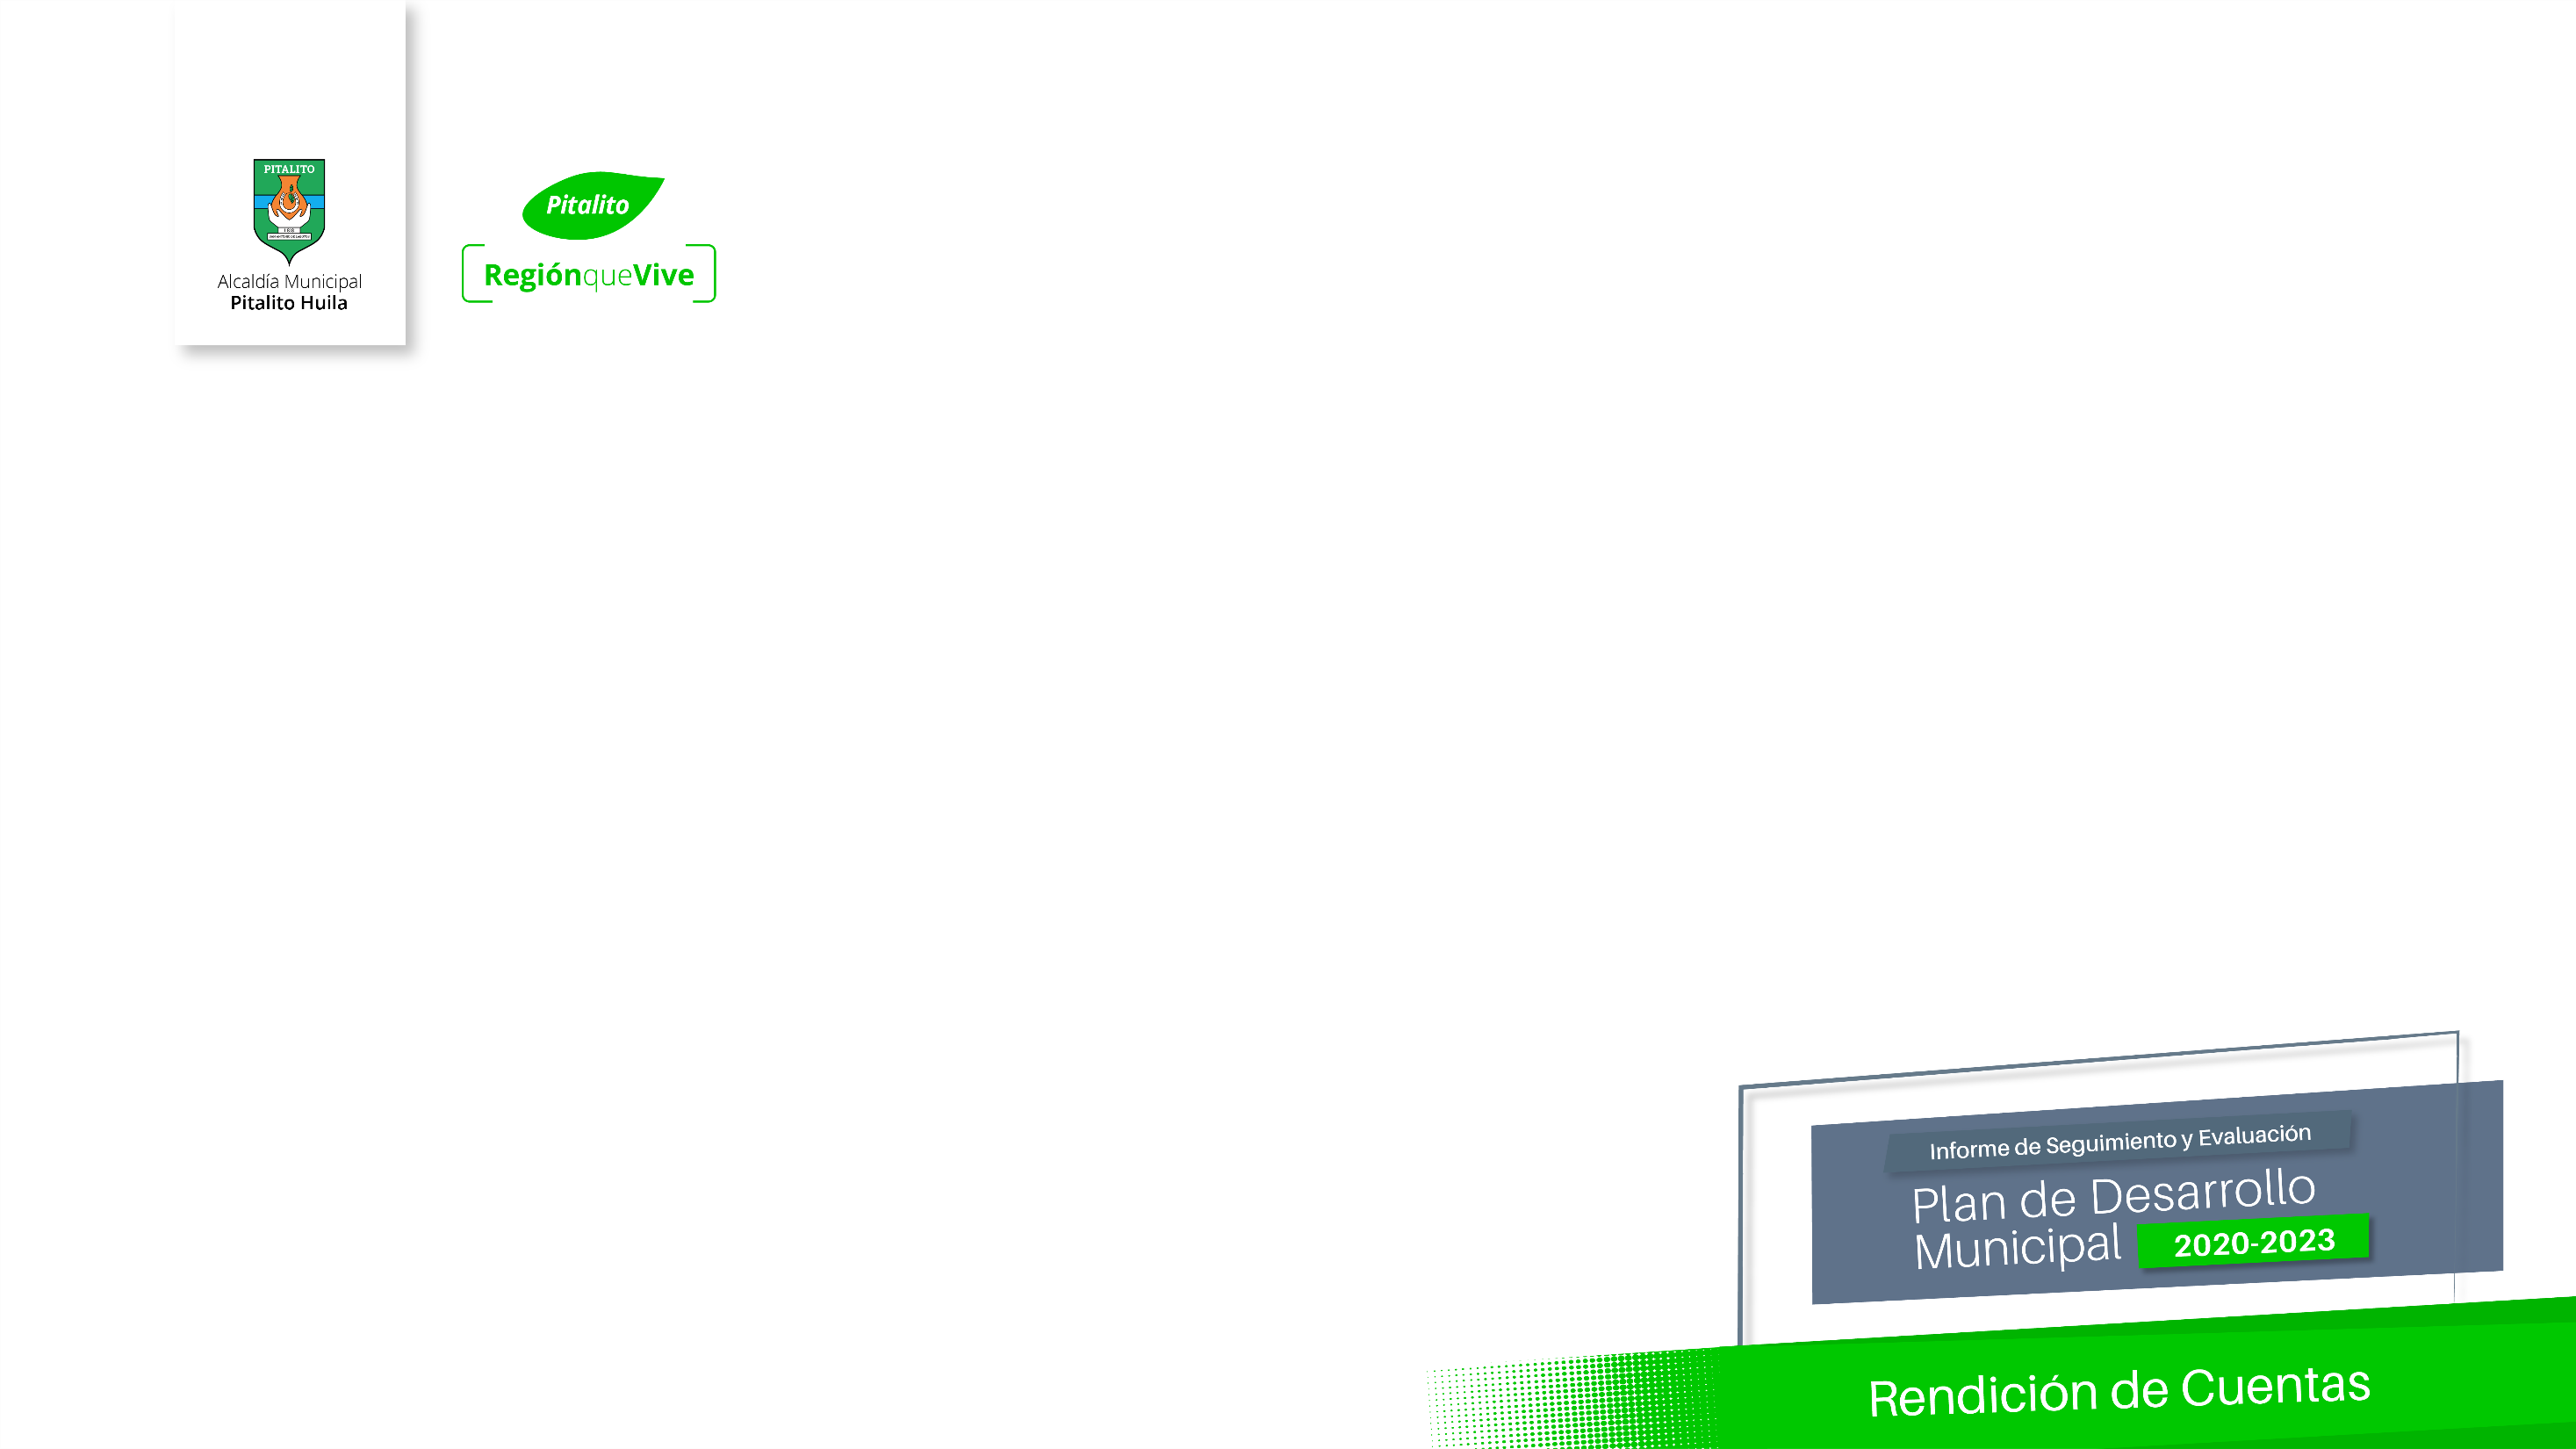 PITALITO
Alcaldía Municipal
Pitalito Huila
Pitalito
RegiónqueVive
Informe de Seguimiento y Evaluación
Plan de Desarrollo
Municipal 2020-2023
Rendición de Cuentas